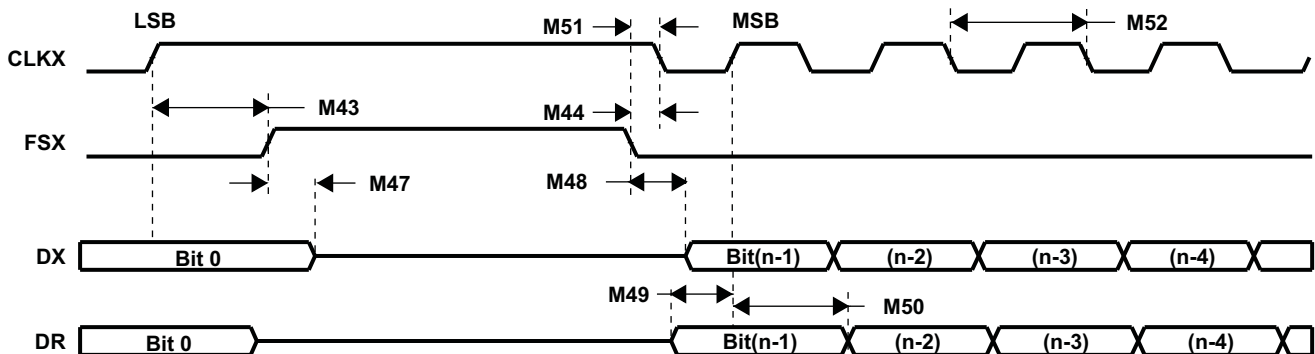 LSB MSB
M51 M52
CLKX
M43 M44
FSX
M47 M48
DX Bit 0 Bit(n-1) (n-2) (n-3) (n-4)
M49 M50
DR Bit 0 Bit(n-1) (n-2) (n-3) (n-4)